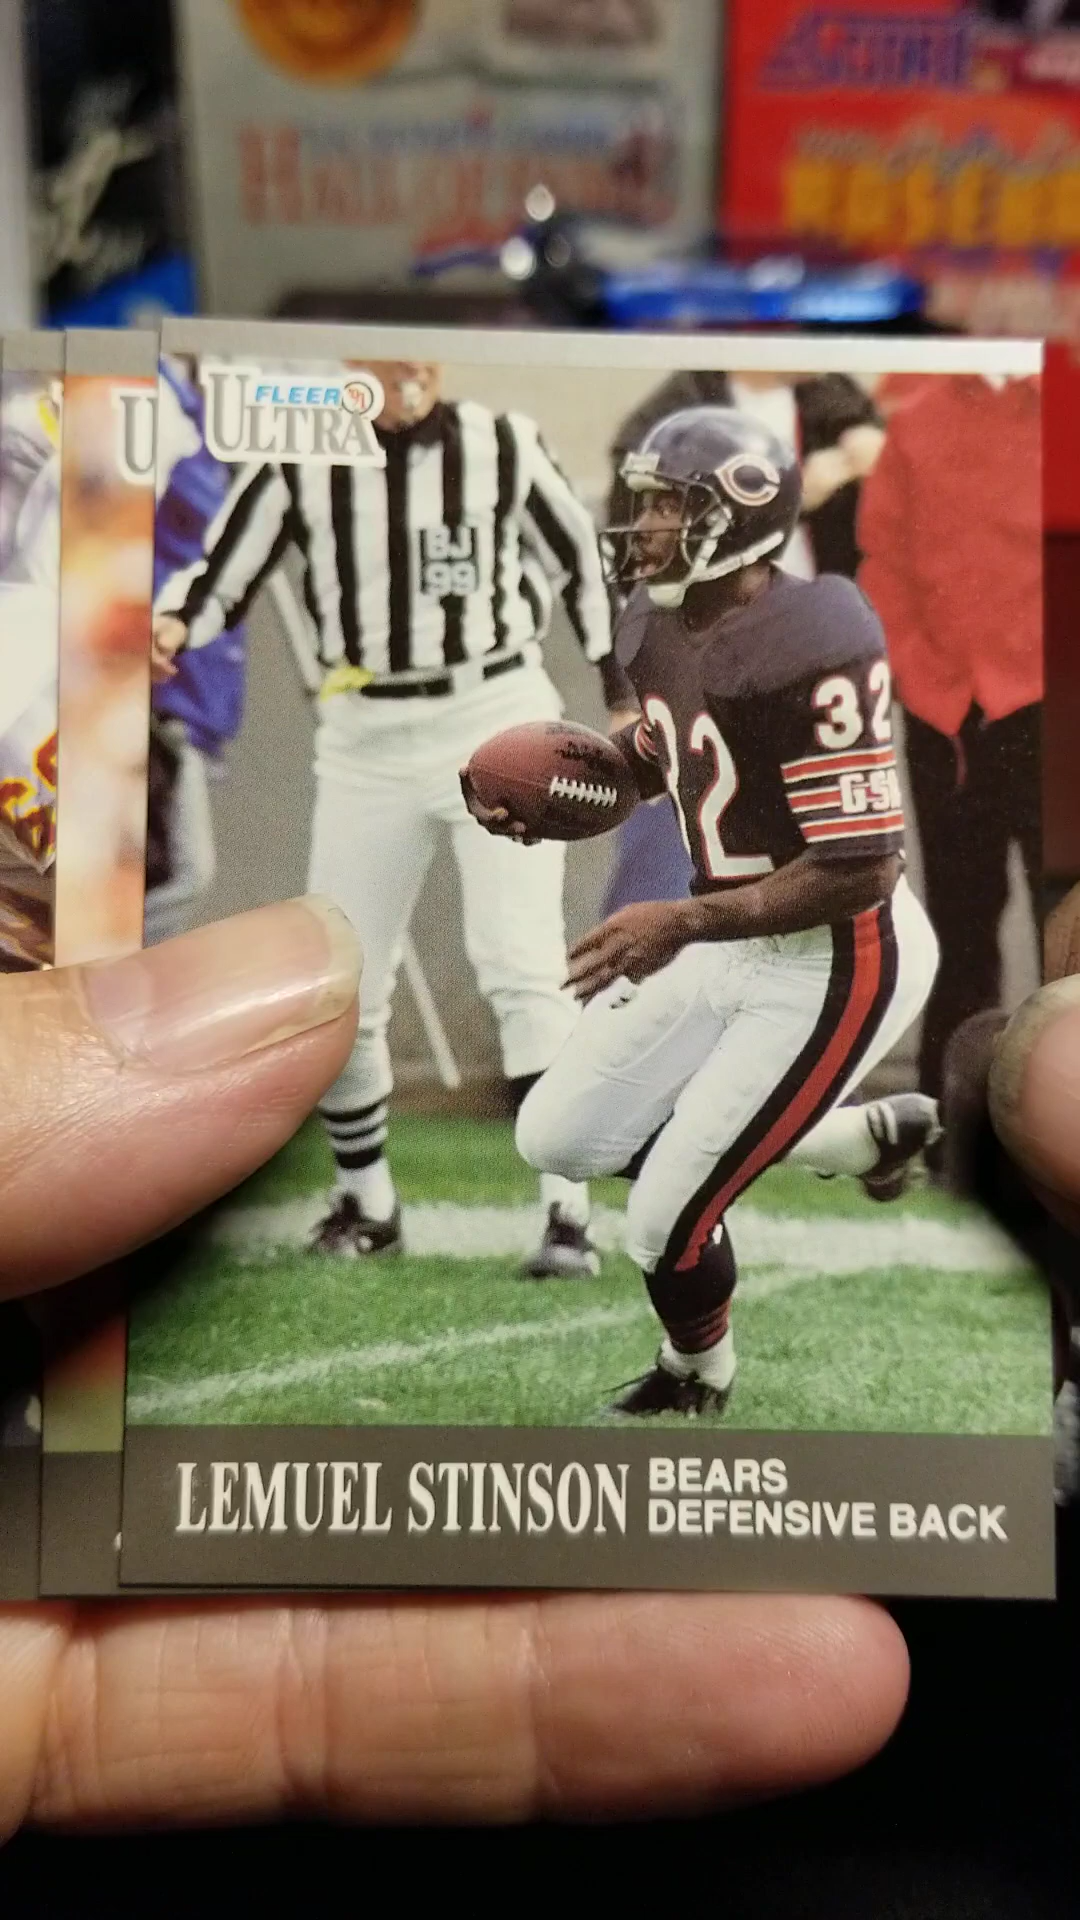 FLEER '91
ULTRA
U
BJ
99
32
GSH
32
LEMUEL STINSON
BEARS
DEFENSIVE BACK